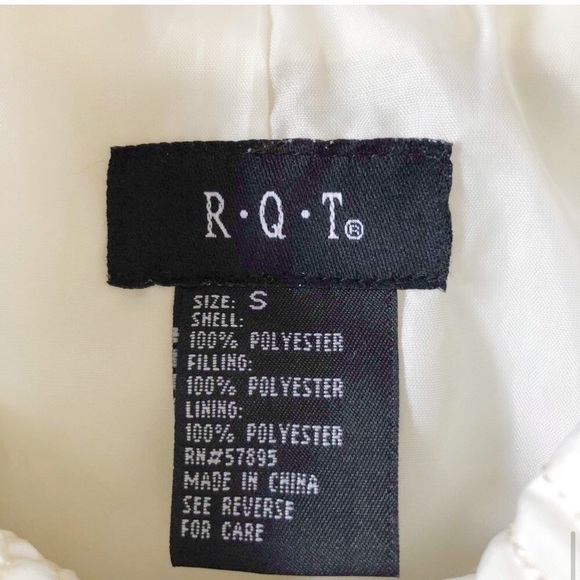 R·Q·T®
SIZE: S
SHELL:
100% POLYESTER
FILLING:
100% POLYESTER
LINING:
100% POLYESTER
RN#57895
MADE IN CHINA
SEE REVERSE
FOR CARE